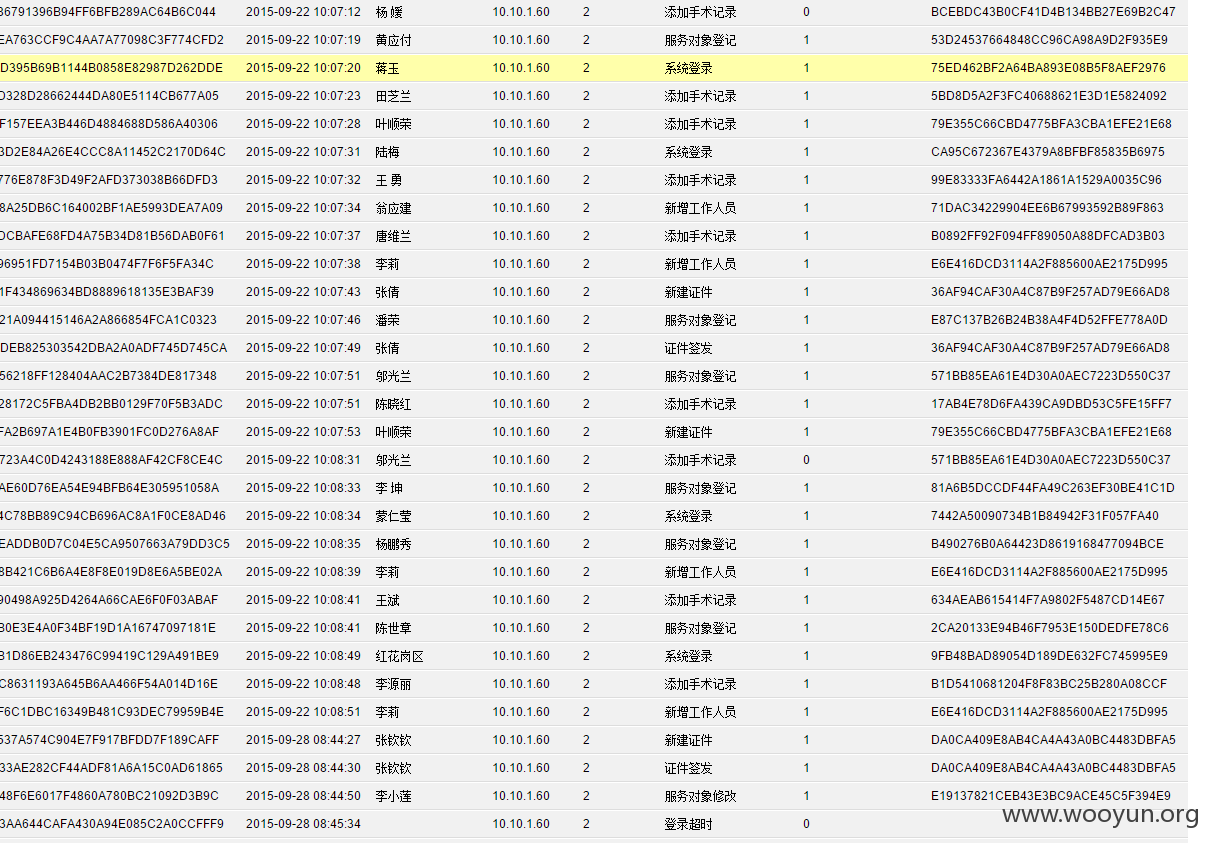 36791396B94FF6BFB289AC64B6C044 2015-09-22 10:07:12 杨 媛 10.10.1.60 2 添加手术记录 0 BCEBDC43B0CF41D4B134BB27E69B2C47
EA763CCF9C4AA7A77098C3F774CFD2 2015-09-22 10:07:19 黄应付 10.10.1.60 2 服务对象登记 1 53D24537664848CC96CA98A9D2F935E9
D395B69B1144B0858E82987D262DDE 2015-09-22 10:07:20 蒋玉 10.10.1.60 2 系统登录 1 75ED462BF2A64BA893E08B5F8AEF2976
D328D28662444DA80E5114CB677A05 2015-09-22 10:07:23 田芝兰 10.10.1.60 2 添加手术记录 1 5BD8D5A2F3FC40688621E3D1E5824092
F157EEA3B446D4884688D586A40306 2015-09-22 10:07:28 叶顺荣 10.10.1.60 2 添加手术记录 1 79E355C66CBD4775BFA3CBA1EFE21E68
3D2E84A26E4CCC8A11452C2170D64C 2015-09-22 10:07:31 陆梅 10.10.1.60 2 系统登录 1 CA95C672367E4379A8BFBF85835B6975
776E878F3D49F2AFD373038B66DFD3 2015-09-22 10:07:32 王 勇 10.10.1.60 2 添加手术记录 1 99E83333FA6442A1861A1529A0035C96
8A25DB6C164002BF1AE5993DEA7A09 2015-09-22 10:07:34 翁应建 10.10.1.60 2 新增工作人员 1 71DAC34229904EE6B67993592B89F863
DCBAFE68FD4A75B34D81B56DAB0F61 2015-09-22 10:07:37 唐维兰 10.10.1.60 2 添加手术记录 1 B0892FF92F094FF89050A88DFCAD3B03
96951FD7154B03B0474F7F6F5FA34C 2015-09-22 10:07:38 李莉 10.10.1.60 2 新增工作人员 1 E6E416DCD3114A2F885600AE2175D995
1F434869634BD8889618135E3BAF39 2015-09-22 10:07:43 张倩 10.10.1.60 2 新建证件 1 36AF94CAF30A4C87B9F257AD79E66AD8
21A094415146A2A866854FCA1C0323 2015-09-22 10:07:46 潘荣 10.10.1.60 2 服务对象登记 1 E87C137B26B24B38A4F4D52FFE778A0D
DEB825303542DBA2A0ADF745D745CA 2015-09-22 10:07:49 张倩 10.10.1.60 2 证件签发 1 36AF94CAF30A4C87B9F257AD79E66AD8
56218FF128404AAC2B7384DE817348 2015-09-22 10:07:51 邬光兰 10.10.1.60 2 服务对象登记 1 571BB85EA61E4D30A0AEC7223D550C37
28172C5FBA4DB2BB0129F70F5B3ADC 2015-09-22 10:07:51 陈晓红 10.10.1.60 2 添加手术记录 1 17AB4E78D6FA439CA9DBD53C5FE15FF7
FA2B697A1E4B0FB3901FC0D276A8AF 2015-09-22 10:07:53 叶顺荣 10.10.1.60 2 新建证件 1 79E355C66CBD4775BFA3CBA1EFE21E68
723A4C0D4243188E888AF42CF8CE4C 2015-09-22 10:08:31 邬光兰 10.10.1.60 2 添加手术记录 0 571BB85EA61E4D30A0AEC7223D550C37
AE60D76EA54E94BFB64E305951058A 2015-09-22 10:08:33 李 坤 10.10.1.60 2 服务对象登记 1 81A6B5DCCDF44FA49C263EF30BE41C1D
4C78BB89C94CB696AC8A1F0CE8AD46 2015-09-22 10:08:34 蒙仁莹 10.10.1.60 2 系统登录 1 7442A50090734B1B84942F31F057FA40
EADDB0D7C04E5CA9507663A79DD3C5 2015-09-22 10:08:35 杨鹏秀 10.10.1.60 2 服务对象登记 1 B490276B0A64423D8619168477094BCE
8B421C6B6A4E8F8E019D8E6A5BE02A 2015-09-22 10:08:39 李莉 10.10.1.60 2 新增工作人员 1 E6E416DCD3114A2F885600AE2175D995
90498A925D4264A66CAE6F0F03ABAF 2015-09-22 10:08:41 王斌 10.10.1.60 2 添加手术记录 1 634AEAB615414F7A9802F5487CD14E67
B0E3E4A0F34BF19D1A16747097181E 2015-09-22 10:08:41 陈世章 10.10.1.60 2 服务对象登记 1 2CA20133E94B46F7953E150DEDFE78C6
B1D86EB243476C99419C129A491BE9 2015-09-22 10:08:49 红花岗区 10.10.1.60 2 系统登录 1 9FB48BAD89054D189DE632FC745995E9
C8631193A645B6AA466F54A014D16E 2015-09-22 10:08:48 李源丽 10.10.1.60 2 添加手术记录 1 B1D5410681204F8F83BC25B280A08CCF
F6C1DBC16349B481C93DEC79959B4E 2015-09-22 10:08:51 李莉 10.10.1.60 2 新增工作人员 1 E6E416DCD3114A2F885600AE2175D995
537A574C904E7F917BFDD7F189CAFF 2015-09-28 08:44:27 张钦钦 10.10.1.60 2 新建证件 1 DA0CA409E8AB4CA4A43A0BC4483DBFA5
33AE282CF44ADF81A6A15C0AD61865 2015-09-28 08:44:30 张钦钦 10.10.1.60 2 证件签发 1 DA0CA409E8AB4CA4A43A0BC4483DBFA5
48F6E6017F4860A780BC21092D3B9C 2015-09-28 08:44:50 李小莲 10.10.1.60 2 服务对象修改 1 E19137821CEB43E3BC9ACE45C5F394E9
3AA644CAFA430A94E085C2A0CCFFF9 2015-09-28 08:45:34 10.10.1.60 2 登录超时 0
www.wooyun.org